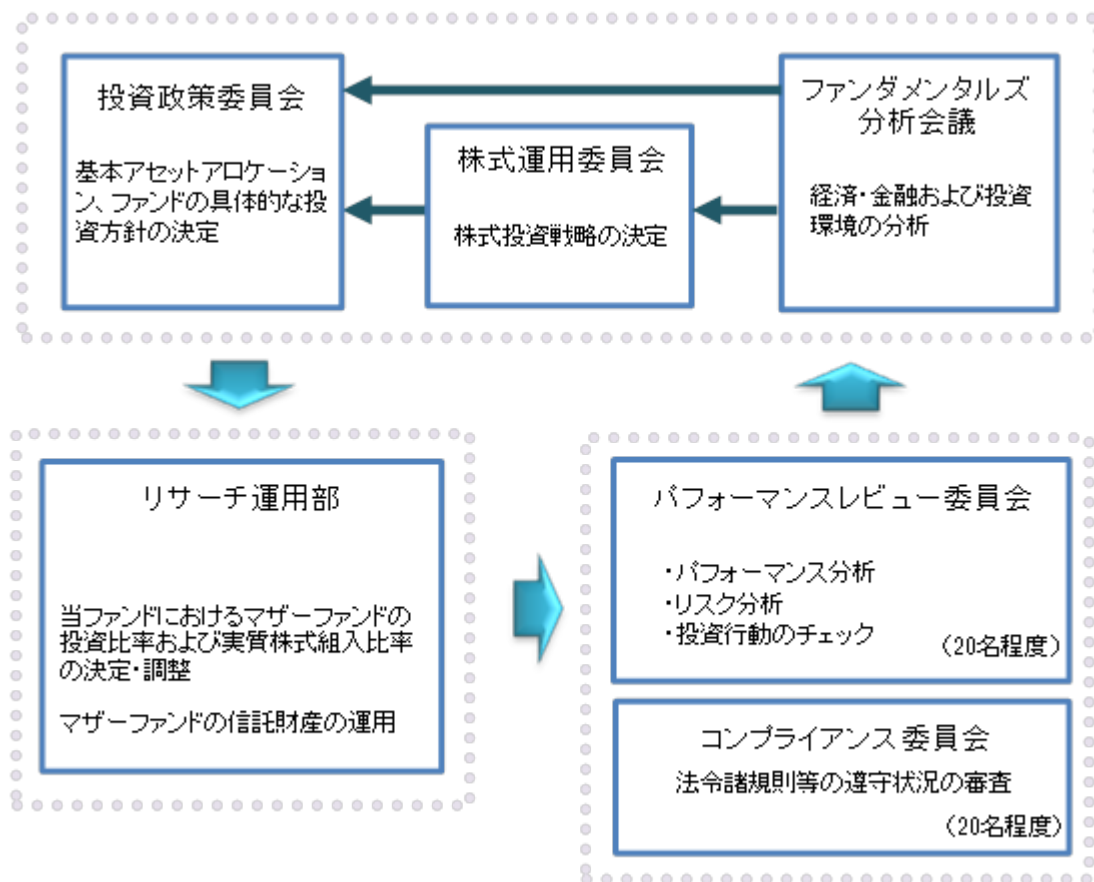 投資政策委員会
基本アセットアロケーショ
ン、ファンドの具体的な投
資方針の決定
株式運用委員会
株式投資戦略の決定
ファンダメンタルズ
分析会議
経済・金融および投資
環境の分析
リサーチ運用部
当ファンドにおけるマザーファンドの
投資比率および実質株式組入比率
の決定・調整
マザーファンドの信託財産の運用
パフォーマンスレビュー委員会
・パフォーマンス分析
・リスク分析
・投資行動のチェック
（20名程度）
コンプライアンス委員会
法令諸規則等の遵守状況の審査
（20名程度）